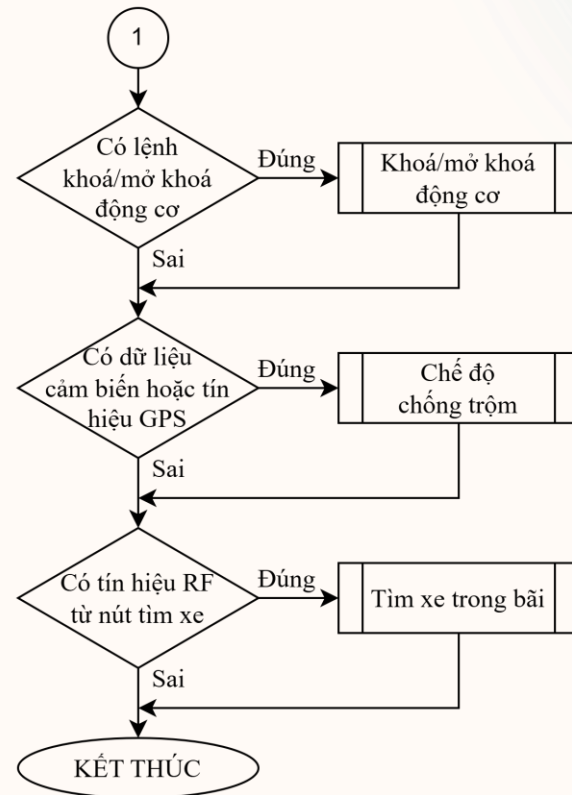 1
Có lệnh
khoá/mở khoá
động cơ
Đúng
Khoá/mở khoá
động cơ
Sai
Có dữ liệu
cảm biến hoặc tín
hiệu GPS
Đúng
Chế độ
chống trộm
Sai
Có tín hiệu RF
từ nút tìm xe
Đúng
Tìm xe trong bãi
Sai
KẾT THÚC